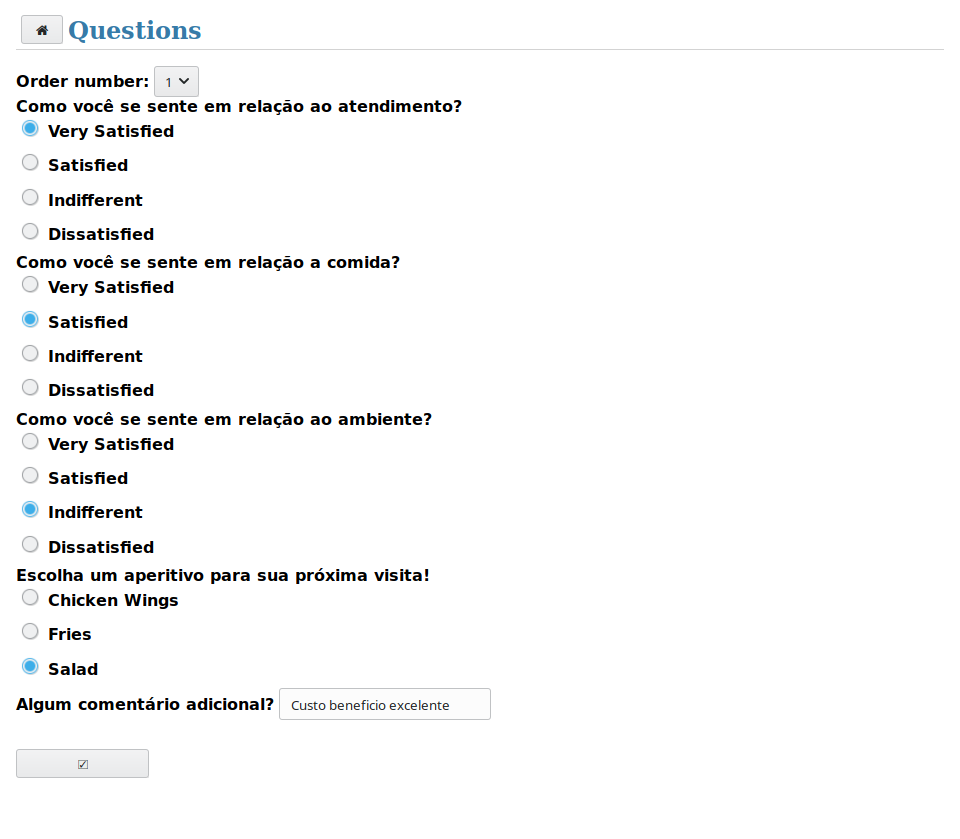 Questions
Order number: 1
Como você se sente em relação ao atendimento?
Very Satisfied
Satisfied
Indifferent
Dissatisfied
Como você se sente em relação a comida?
Very Satisfied
Satisfied
Indifferent
Dissatisfied
Como você se sente em relação ao ambiente?
Very Satisfied
Satisfied
Indifferent
Dissatisfied
Escolha um aperitivo para sua próxima visita!
Chicken Wings
Fries
Salad
Algum comentário adicional? Custo beneficio excelente